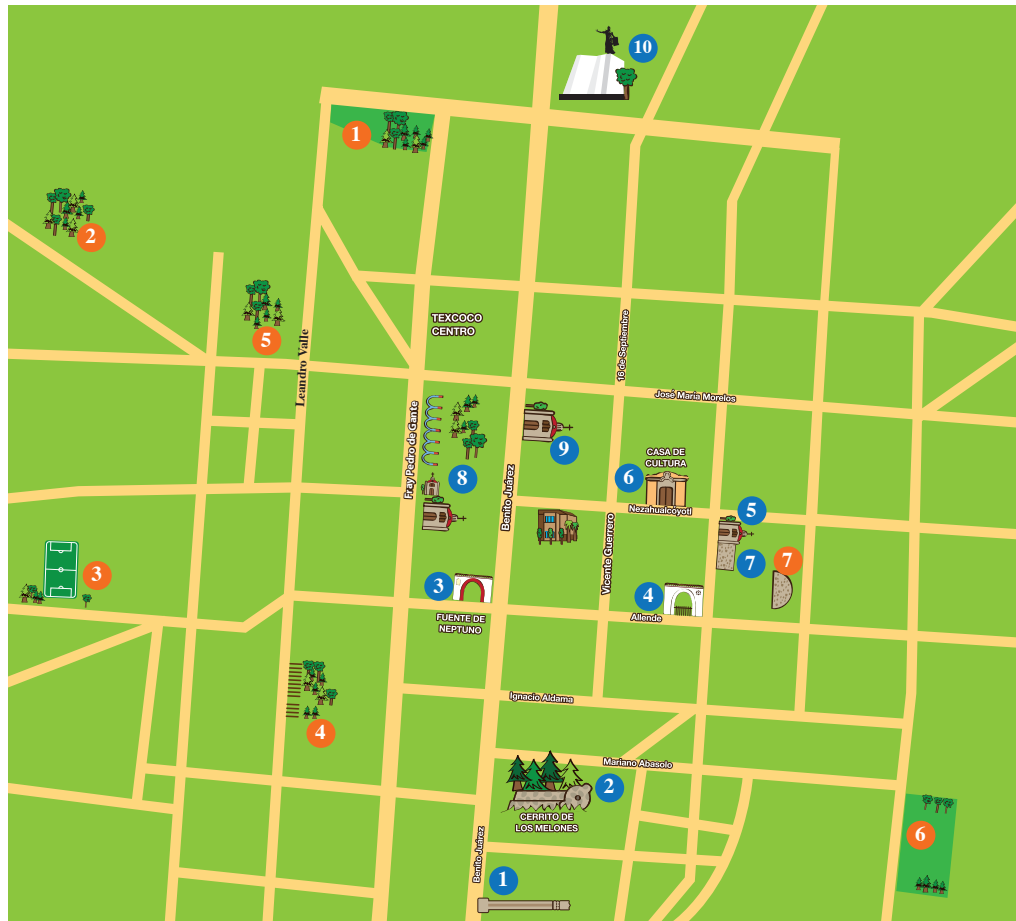 10
1
2
5
TEXCOCO
CENTRO
Leandro Valle
16 de Septiembre
José María Morelos
Fray Pedro de Gante
Benito Juárez
9
CASA DE
CULTURA
6
8
Nezahualcóyotl
5
7
7
Vicente Guerrero
3
3
4
FUENTE DE
NEPTUNO
Allende
4
Ignacio Aldama
Mariano Abasolo
2
CERRITO DE
LOS MELONES
6
Benito Juárez
1